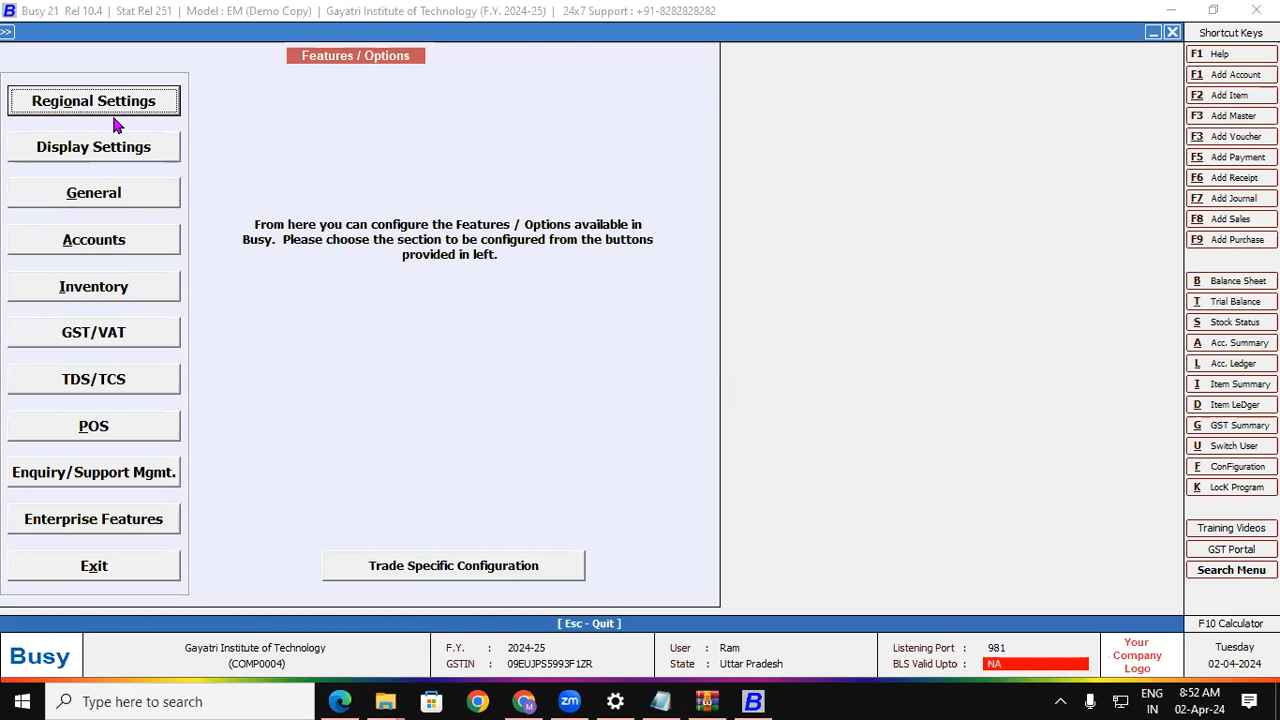 Busy 21 Rel 10.4 | Stat Rel 251 | Model : EM (Demo Copy) | Gayatri Institute of Technology (F.Y. 2024-25) | 24x7 Support : +91-8282828282
>>
Features / Options
Regional Settings
Display Settings
General
Accounts
Inventory
GST/VAT
TDS/TCS
POS
Enquiry/Support Mgmt.
Enterprise Features
Exit
From here you can configure the Features / Options available in
Busy. Please choose the section to be configured from the buttons
provided in left.
Trade Specific Configuration
Shortcut Keys
F1 Help
F1 Add Account
F2 Add Item
F3 Add Master
F3 Add Voucher
F5 Add Payment
F6 Add Receipt
F7 Add Journal
F8 Add Sales
F9 Add Purchase
B Balance Sheet
T Trial Balance
S Stock Status
A Acc. Summary
L Acc. Ledger
I Item Summary
D Item LeDger
G GST Summary
U Switch User
F ConFiguration
K LocK Program
Training Videos
GST Portal
Search Menu
[ Esc - Quit ]
F10 Calculator
Busy
Gayatri Institute of Technology
(COMP0004)
F.Y. : 2024-25
GSTIN : 09EUJPS5993F1ZR
User : Ram
State : Uttar Pradesh
Listening Port : 981
BLS Valid Upto : NA
Your
Company
Logo
Tuesday
02-04-2024
Type here to search
zm
B
ENG
IN
8:52 AM
02-Apr-24